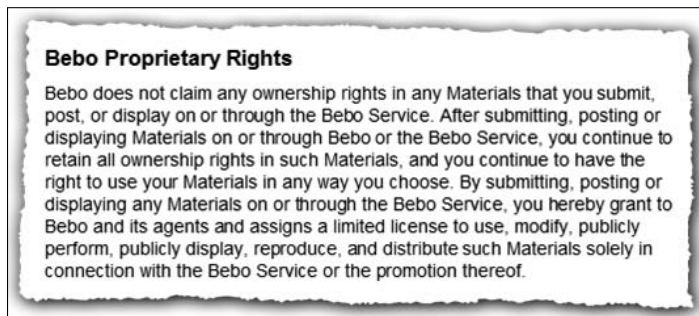 Bebo Proprietary Rights
Bebo does not claim any ownership rights in any Materials that you submit,
post, or display on or through the Bebo Service. After submitting, posting or
displaying Materials on or through Bebo or the Bebo Service, you continue to
retain all ownership rights in such Materials, and you continue to have the
right to use your Materials in any way you choose. By submitting, posting or
displaying any Materials on or through the Bebo Service, you hereby grant to
Bebo and its agents and assigns a limited license to use, modify, publicly
perform, publicly display, reproduce, and distribute such Materials solely in
connection with the Bebo Service or the promotion thereof.